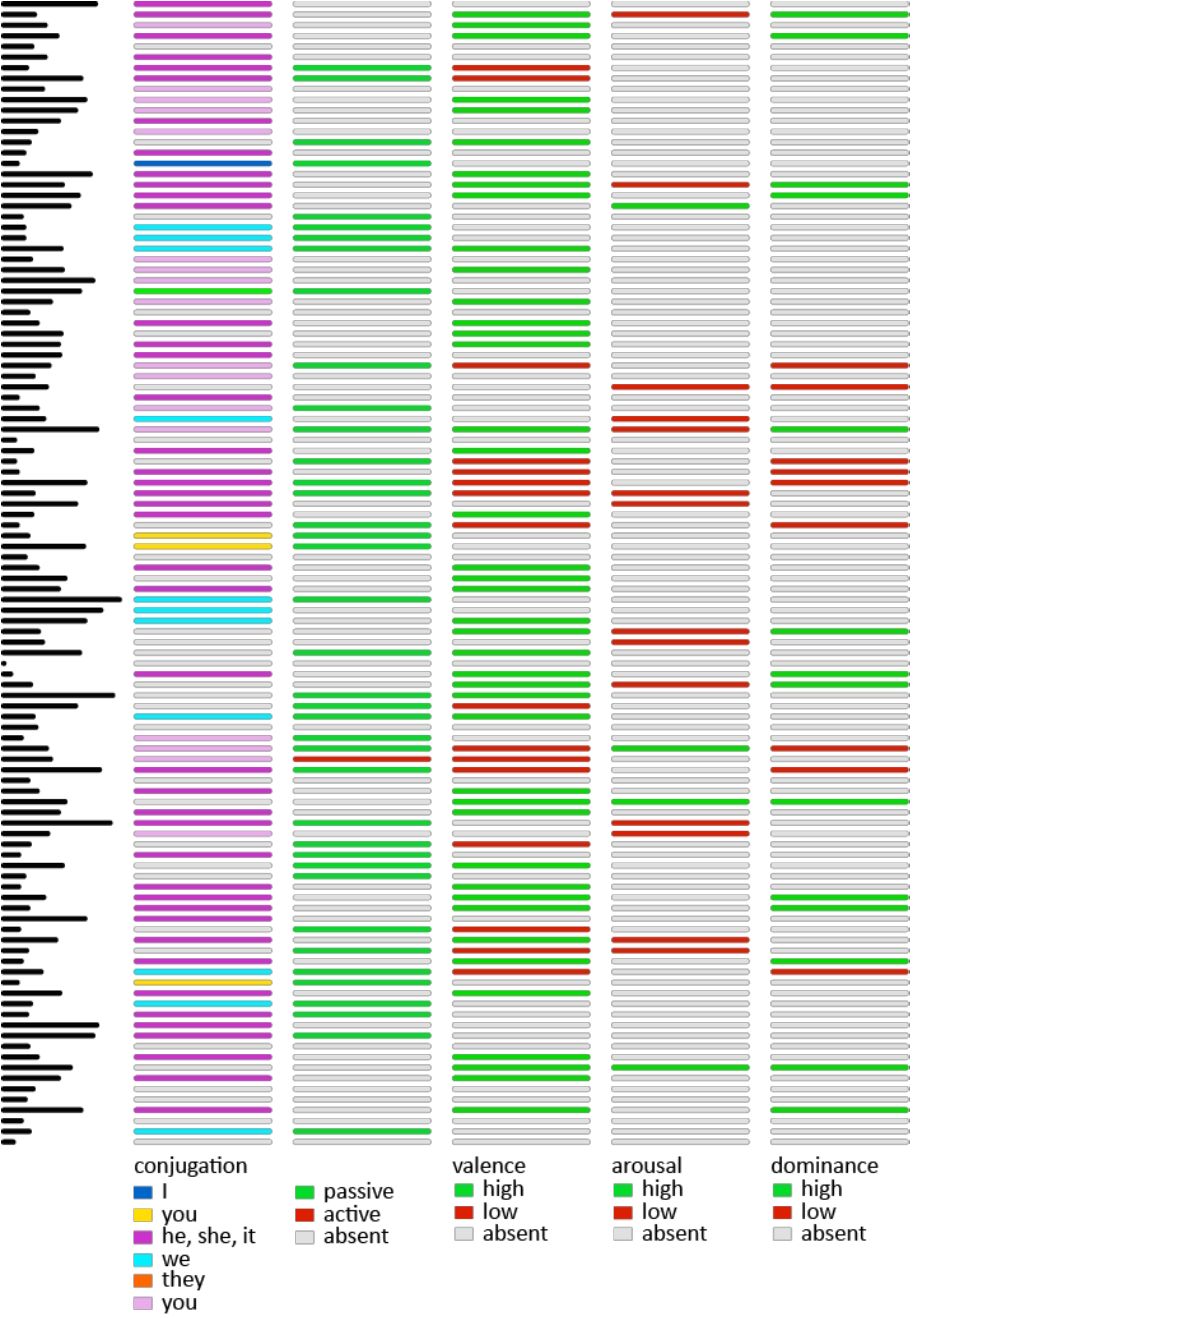 conjugation
I
you
he, she, it
we
they
you
passive
active
absent
valence
high
low
absent
arousal
high
low
absent
dominance
high
low
absent